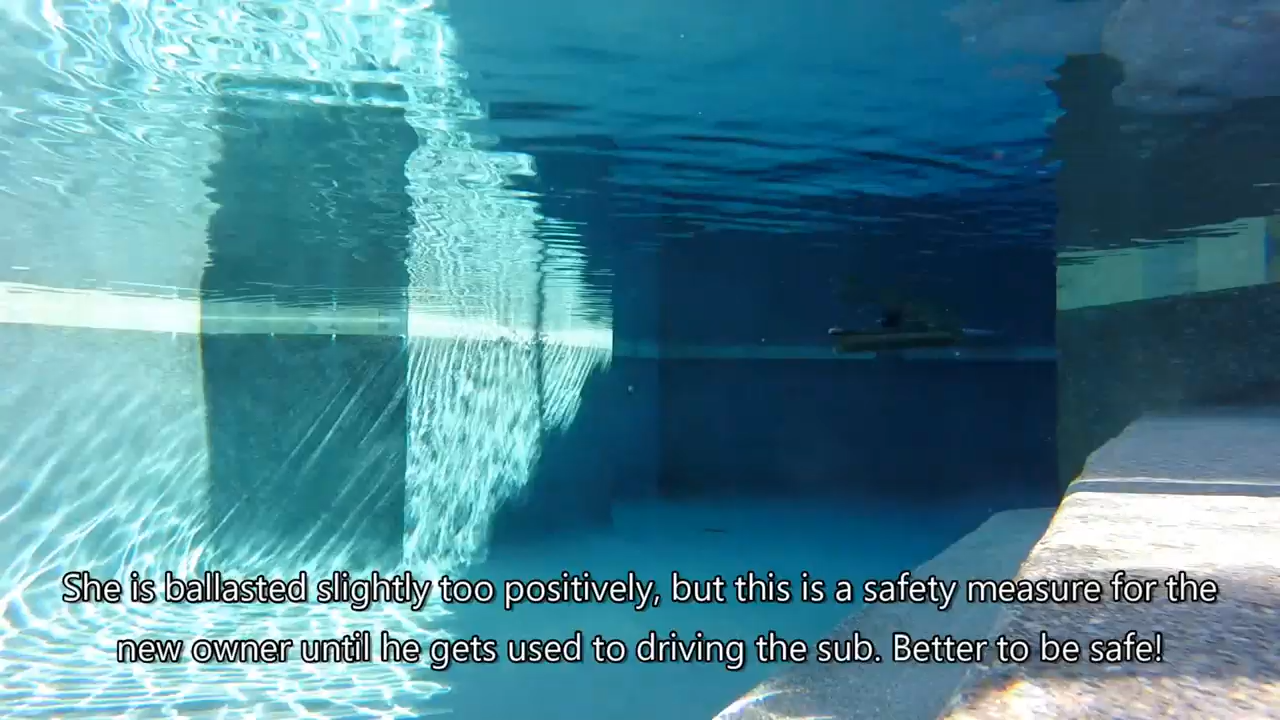 She is ballasted slightly too positively, but this is a safety measure for the
new owner until he gets used to driving the sub. Better to be safe!